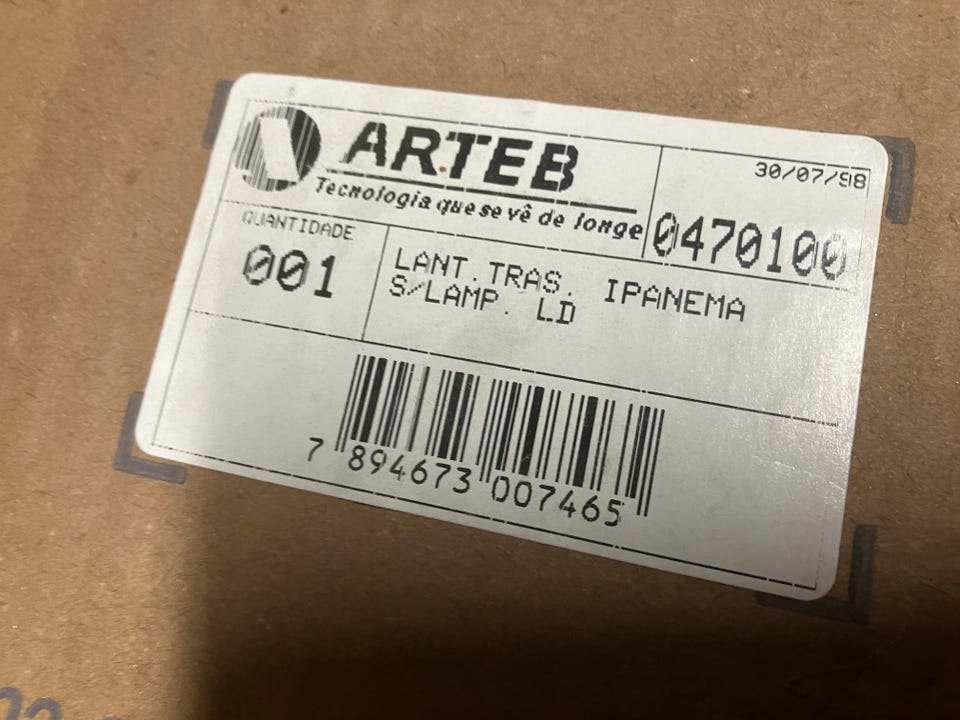 ARTEB
Tecnologia que se vê de longe
30/07/98
0470100
QUANTIDADE
001
LANT.TRAS. IPANEMA
S/LAMP. LD
7 894673 007465